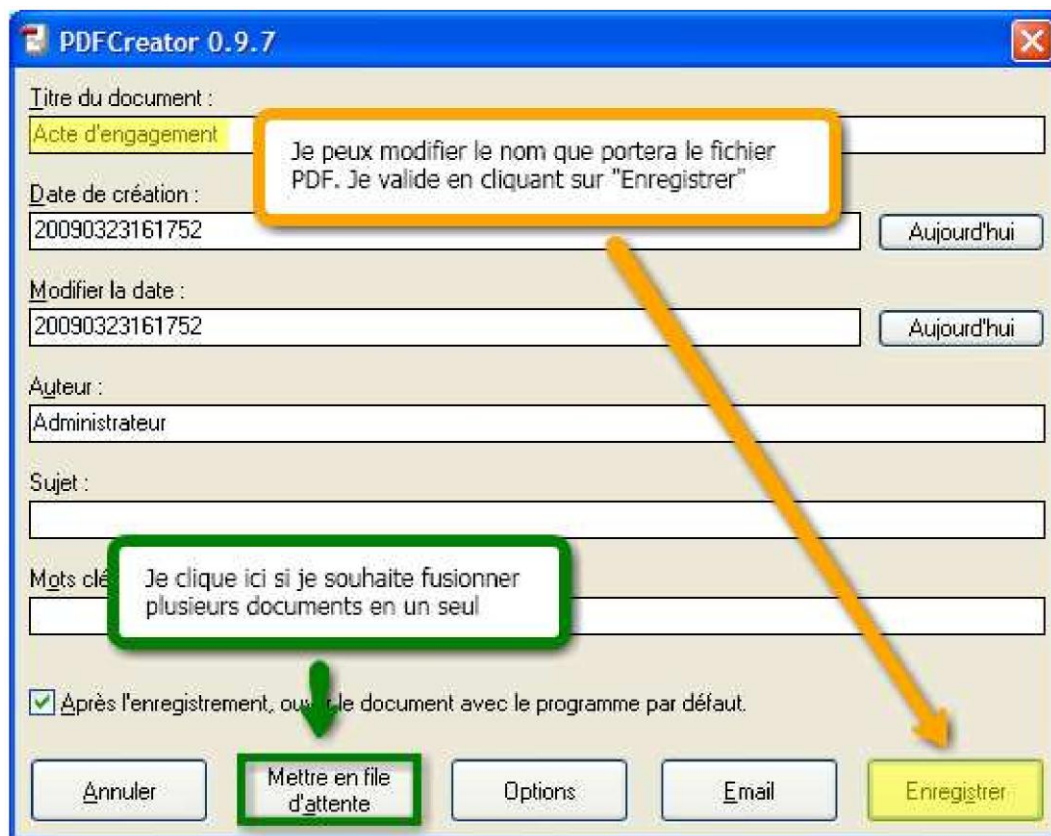 PDFCreator 0.9.7
Titre du document :
Acte d'engagement
Je peux modifier le nom que portera le fichier
PDF. Je valide en cliquant sur "Enregistrer"
Date de création :
20090323161752
Aujourd'hui
Modifier la date :
20090323161752
Aujourd'hui
Auteur :
Administrateur
Sujet :
Mots clé
Je clique ici si je souhaite fusionner
plusieurs documents en un seul
Après l'enregistrement, le document avec le programme par défaut.
Annuler
Mettre en file
d'attente
Options
Email
Enregistrer